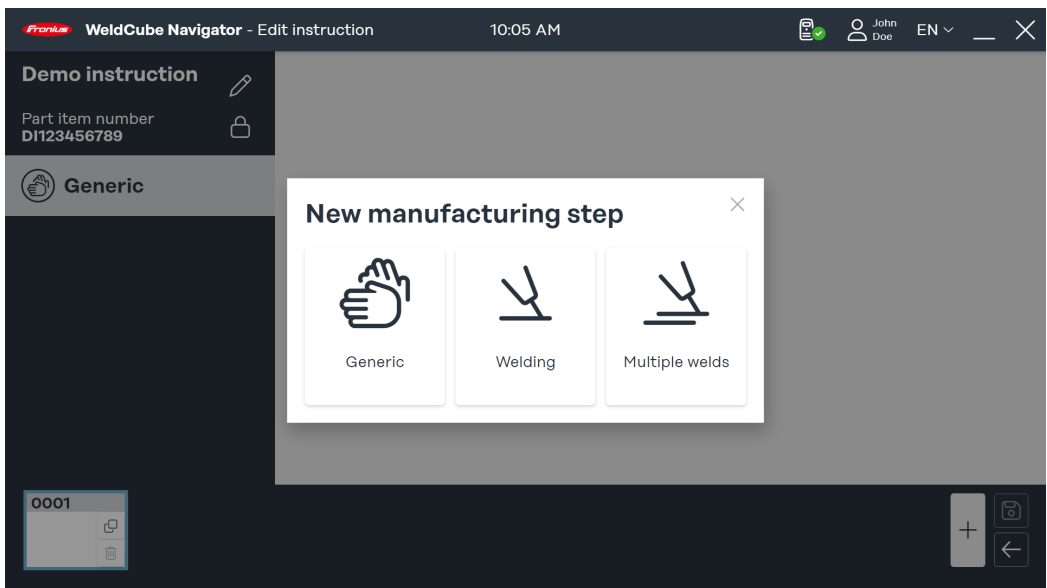 Fronius WeldCube Navigator - Edit instruction 10:05 AM John Doe EN
Demo instruction
Part item number
DI123456789
Generic
New manufacturing step
Generic Welding Multiple welds
0001